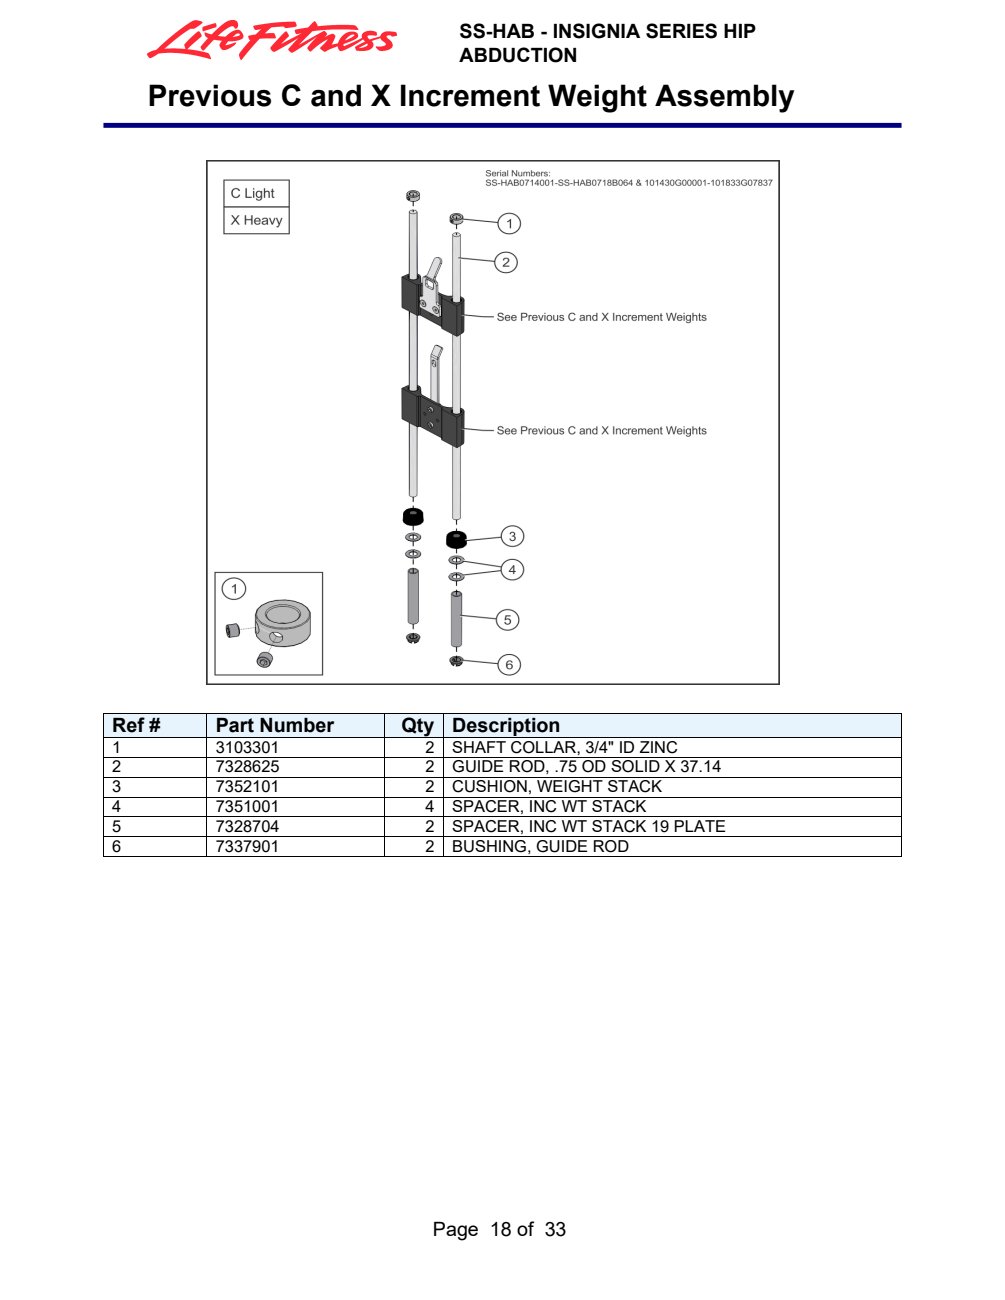 LifeFitness
SS-HAB - INSIGNIA SERIES HIP
ABDUCTION
Previous C and X Increment Weight Assembly
Serial Numbers:
SS-HAB0714001-SS-HAB0718B064 & 101430G00001-101833G07837
C Light
X Heavy
1
2
See Previous C and X Increment Weights
See Previous C and X Increment Weights
3
4
1
5
6
Ref # Part Number Qty Description
1 3103301 2 SHAFT COLLAR, 3/4" ID ZINC
2 7328625 2 GUIDE ROD, .75 OD SOLID X 37.14
3 7352101 2 CUSHION, WEIGHT STACK
4 7351001 4 SPACER, INC WT STACK
5 7328704 2 SPACER, INC WT STACK 19 PLATE
6 7337901 2 BUSHING, GUIDE ROD
Page 18 of 33